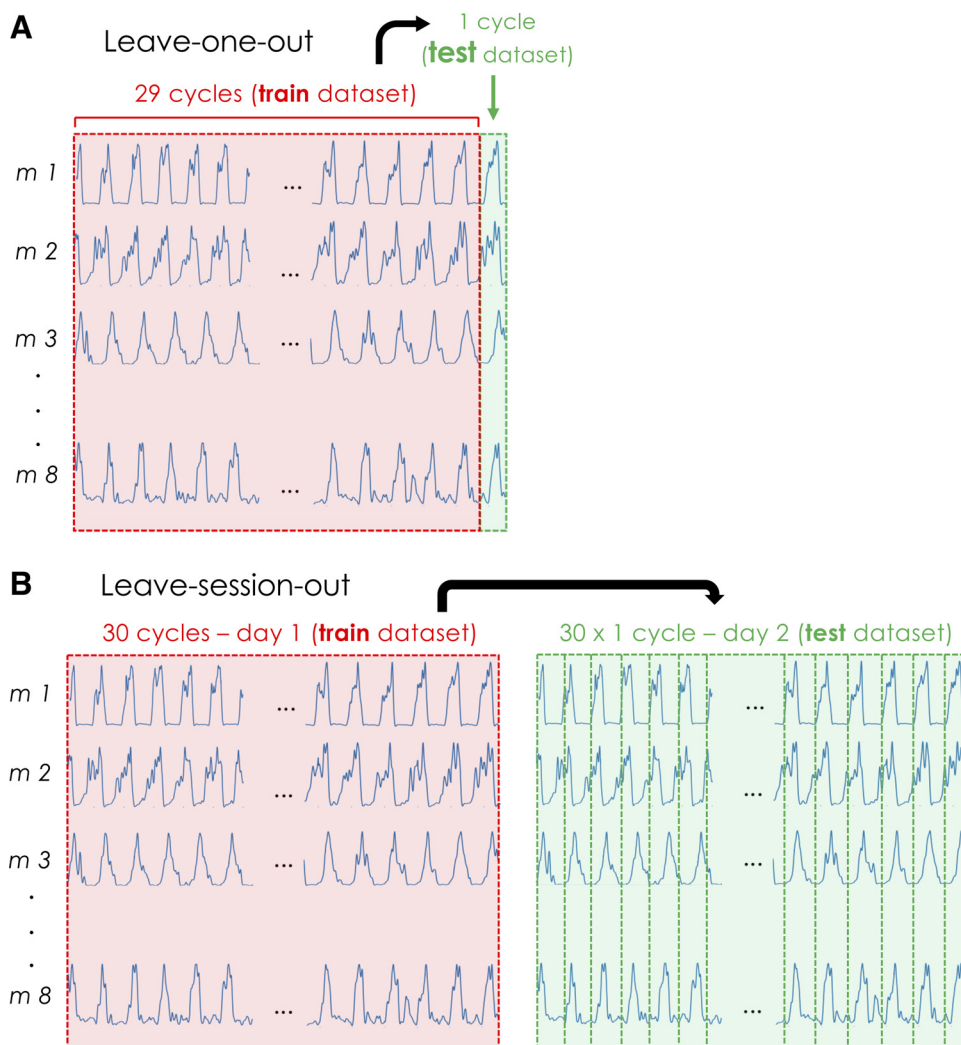 A
Leave-one-out
1 cycle
(test dataset)
29 cycles (train dataset)
m 1
...
m 2
...
m 3
...
.
.
.
m 8
...
B
Leave-session-out
30 cycles – day 1 (train dataset)
30 x 1 cycle – day 2 (test dataset)
m 1
... ...
m 2
... ...
m 3
... ...
.
.
.
m 8
... ...